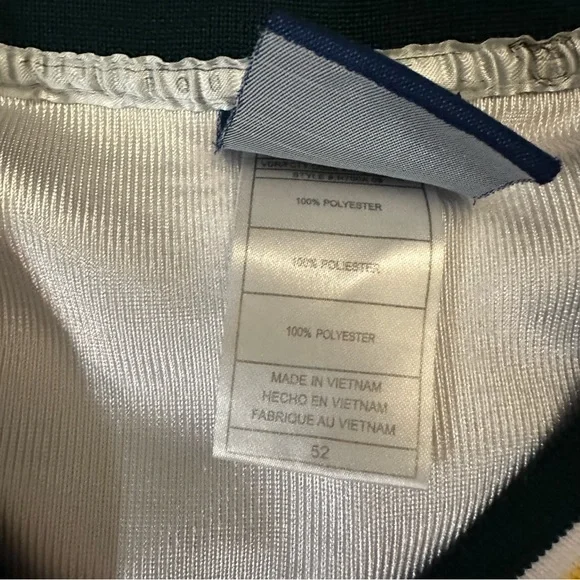 100% POLYESTER
100% POLIESTER
100% POLYESTER
MADE IN VIETNAM
HECHO EN VIETNAM
FABRIQUE AU VIETNAM
52